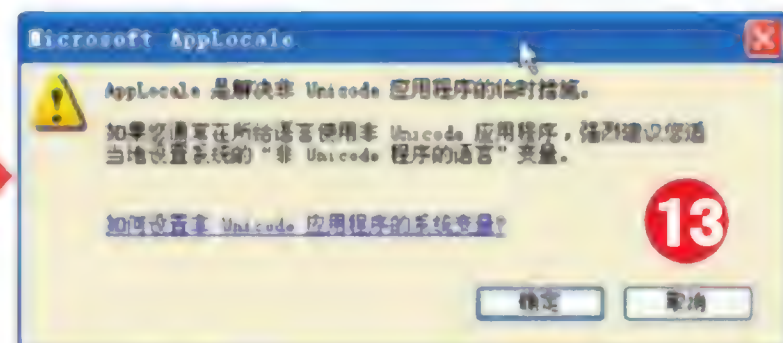 Microsoft AppLocale
AppLocale 是解决非 Unicode 应用程序的临时措施。
如果您通常在所给语言使用非 Unicode 应用程序，强烈建议您适
当地设置系统的“非 Unicode 程序的语言”变量。
如何设置非 Unicode 应用程序的系统变量?
13
确定
取消